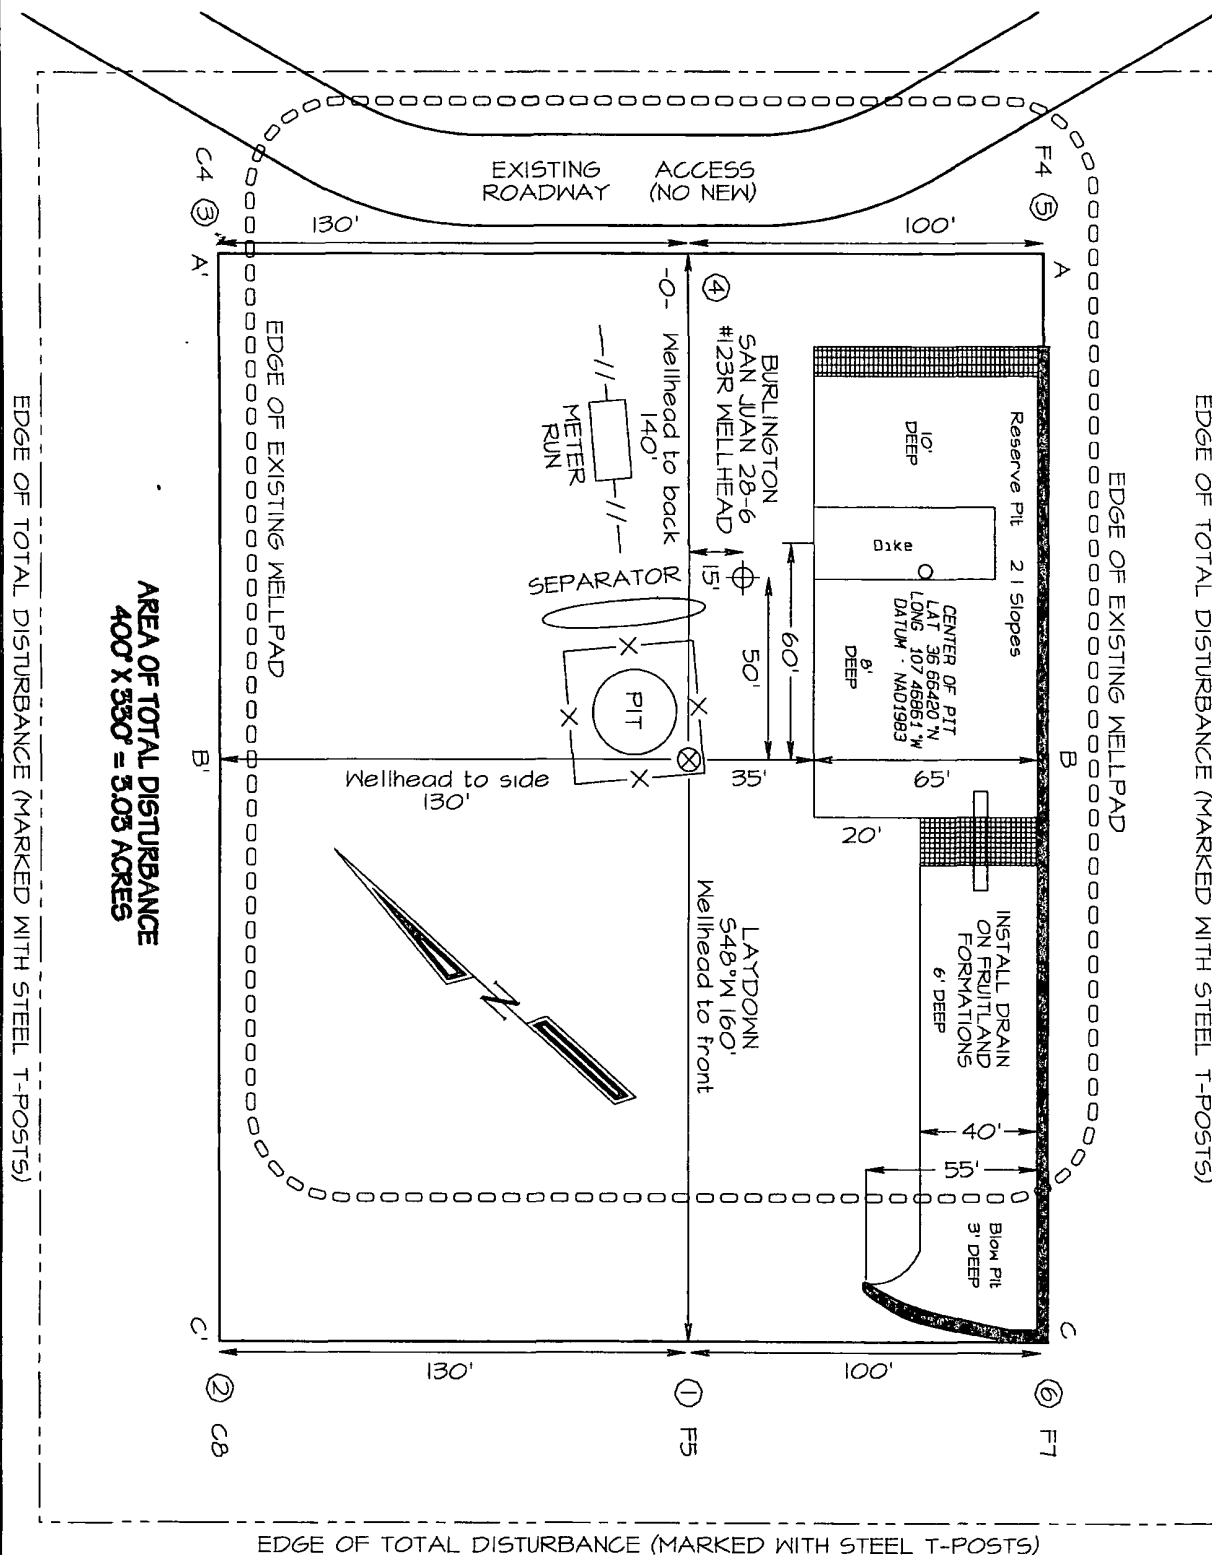 EXISTING ROADWAY
ACCESS (NO NEW)
C4 ③
F4 ⑤
130'
100'
A'
A
-0-
④
Wellhead to back
140'
BURLINGTON
SAN JUAN 28-6
#123R WELLHEAD
METER
RUN
SEPARATOR
15'
50'
60'
PIT
10'
DEEP
Reserve Pit 2 1 Slopes
Dike
CENTER OF PIT
LAT 36 66420 °N
LONG 107 46861 °W
DATUM - NAD1983
8'
DEEP
EDGE OF EXISTING WELLPAD
EDGE OF EXISTING WELLPAD
EDGE OF TOTAL DISTURBANCE (MARKED WITH STEEL T-POSTS)
EDGE OF TOTAL DISTURBANCE (MARKED WITH STEEL T-POSTS)
AREA OF TOTAL DISTURBANCE
400' X 330' = 3.03 ACRES
B'
B
Wellhead to side
130'
35'
65'
20'
LAYDOWN
S48°W 160'
Wellhead to front
N
INSTALL DRAIN
ON FRUITLAND
FORMATIONS
6' DEEP
40'
55'
Blow Pit
3' DEEP
C'
C
130'
100'
② C8
① F5
⑥ F7
EDGE OF TOTAL DISTURBANCE (MARKED WITH STEEL T-POSTS)